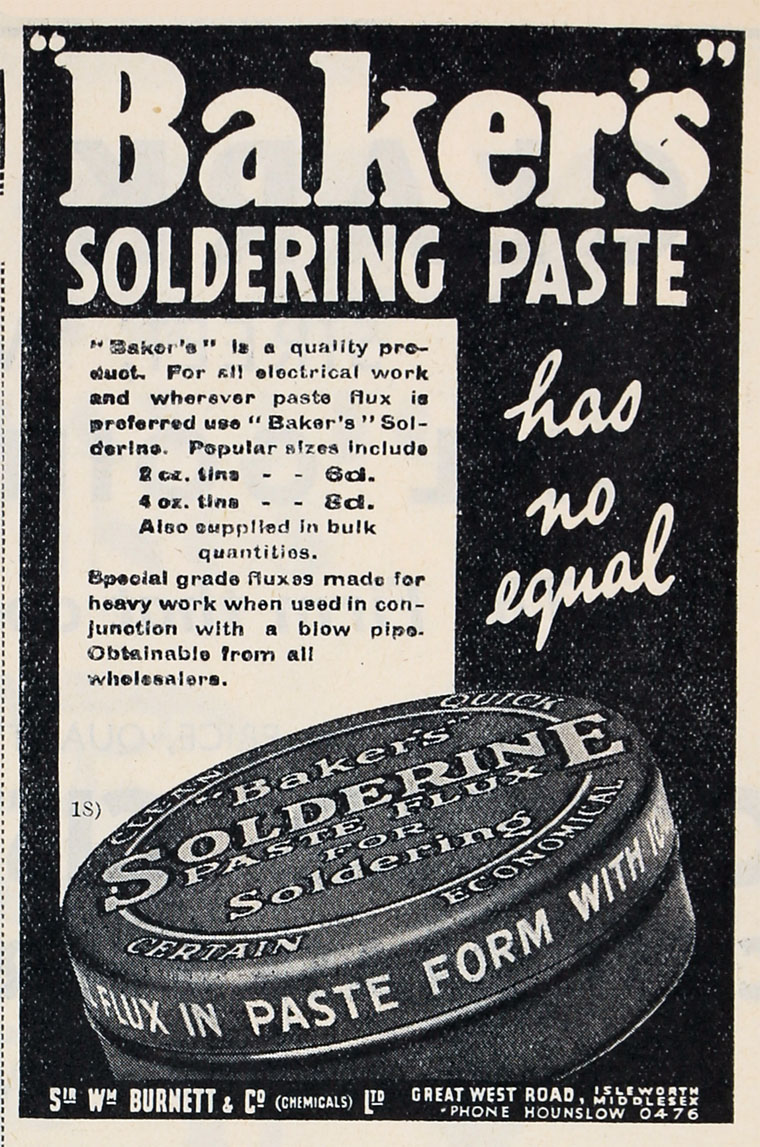 "Baker's"
SOLDERING PASTE
"Baker's" is a quality pro-
duct. For all electrical work
and wherever paste flux is
preferred use "Baker's" Sol-
derine. Popular sizes include
2 oz. tins - - 6d.
4 oz. tins - - 8d.
Also supplied in bulk
quantities.
Special grade fluxes made for
heavy work when used in con-
junction with a blow pipe.
Obtainable from all
wholesalers.
has
no
equal
QUICK
CLEAN
"Baker's"
SOLDERINE
PASTE FLUX
FOR
Soldering
ECONOMICAL
CERTAIN
FLUX IN PASTE FORM WITH
18)
SIR WM BURNETT & CO (CHEMICALS) LTD
GREAT WEST ROAD, ISLEWORTH
MIDDLESEX
'PHONE HOUNSLOW 0476